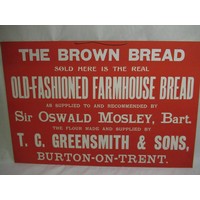 THE BROWN BREAD
SOLD HERE IS THE REAL
OLD-FASHIONED FARMHOUSE BREAD
AS SUPPLIED TO AND RECOMMENDED BY
Sir OSWALD MOSLEY, Bart.
THE FLOUR MADE AND SUPPLIED BY
T. C. GREENSMITH & SONS,
BURTON-ON-TRENT.